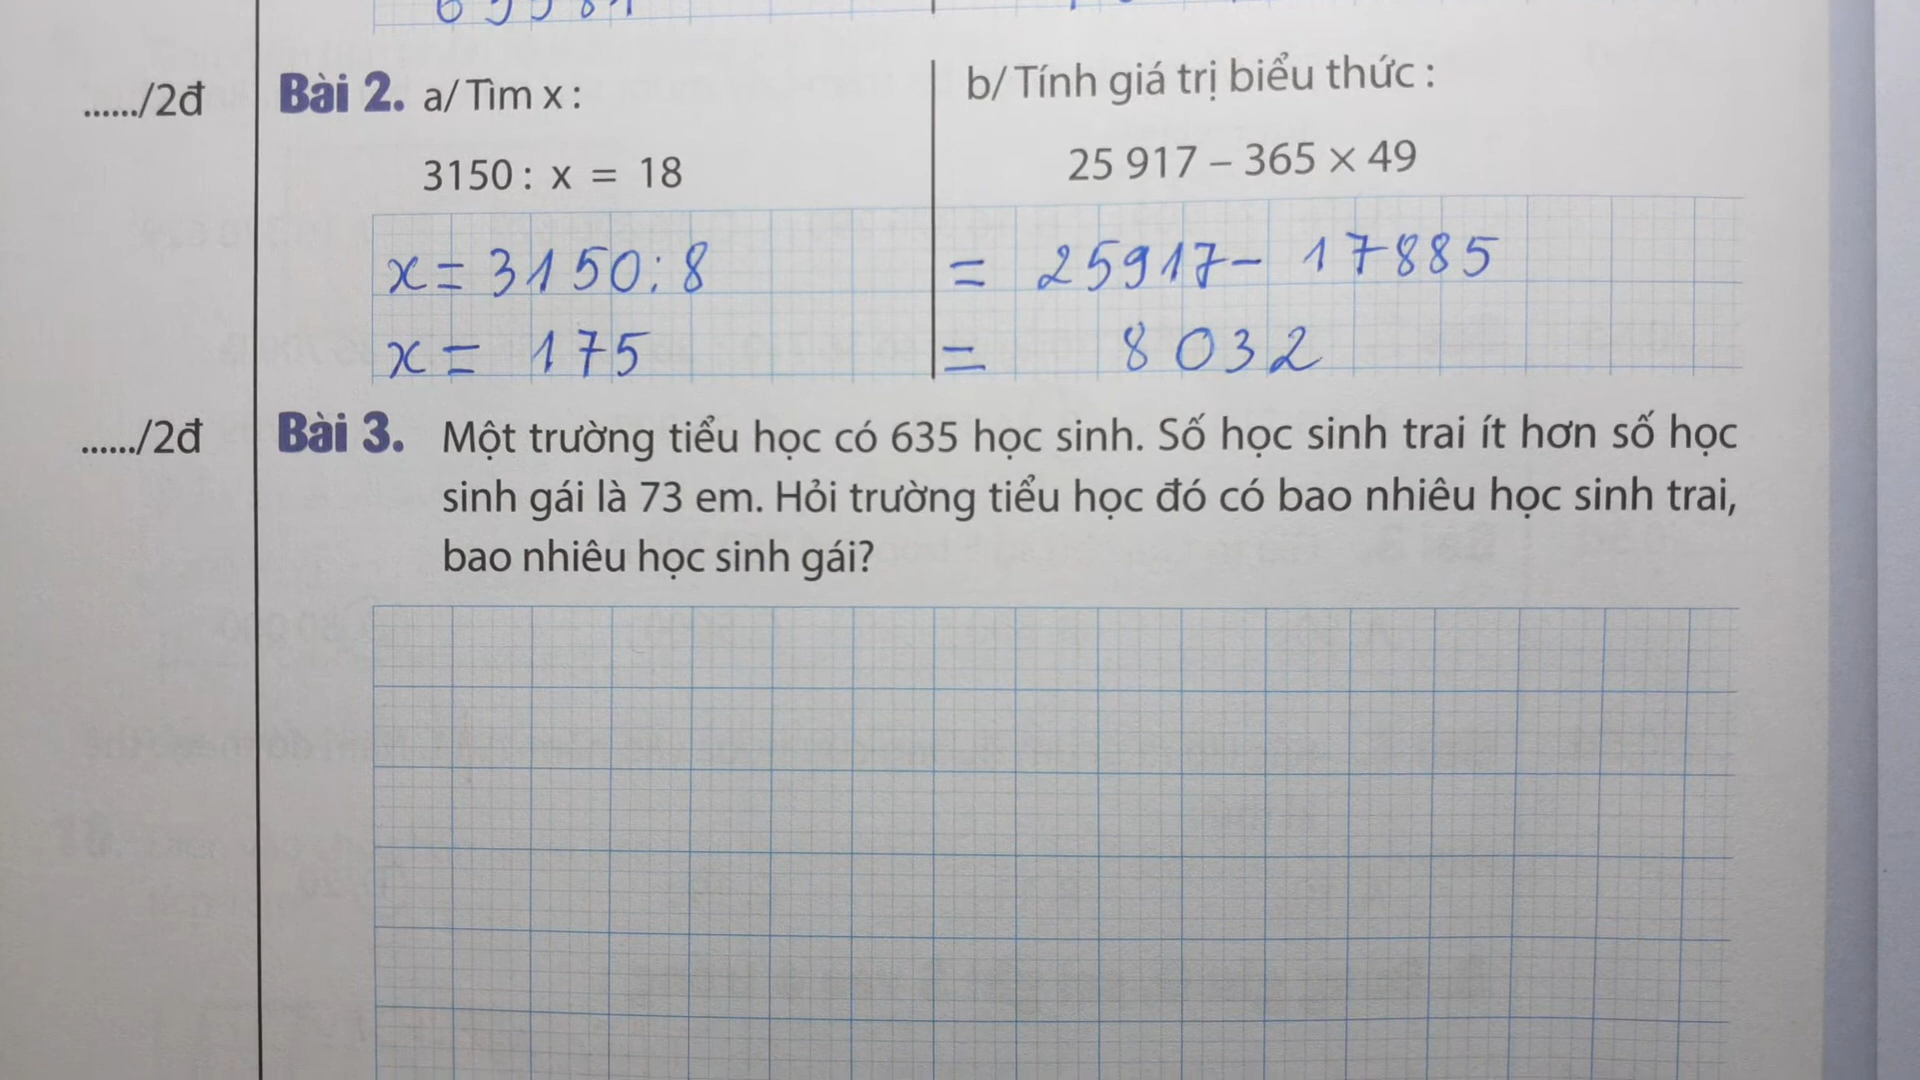 ....../2đ Bài 2. a/ Tìm x : b/ Tính giá trị biểu thức :
3150 : x = 18 25 917 – 365 × 49
x = 3150 : 8 = 25917 - 17885
x = 175 = 8032
....../2đ Bài 3. Một trường tiểu học có 635 học sinh. Số học sinh trai ít hơn số học
sinh gái là 73 em. Hỏi trường tiểu học đó có bao nhiêu học sinh trai,
bao nhiêu học sinh gái?